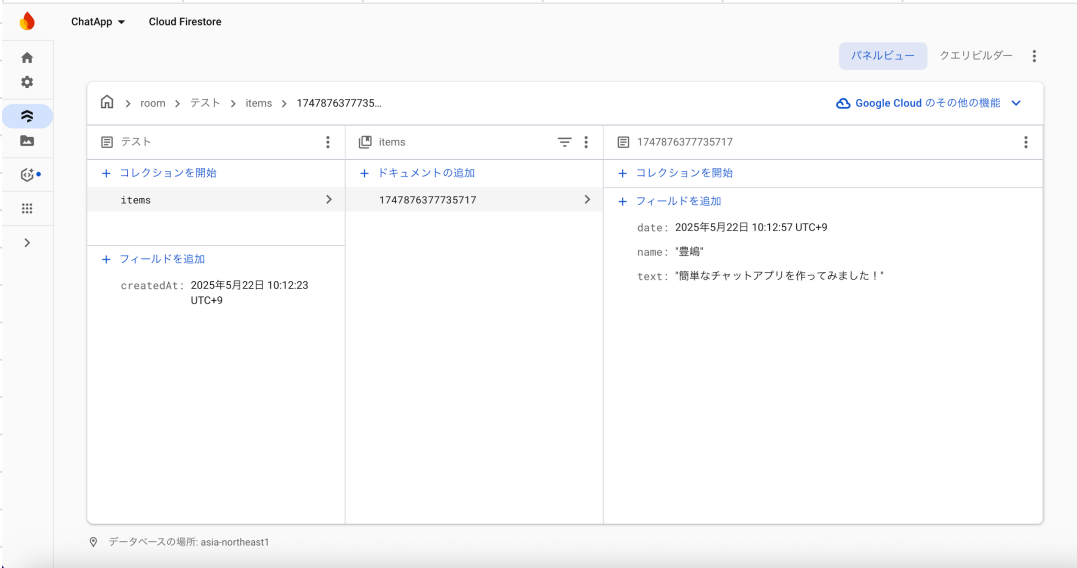 ChatApp Cloud Firestore
パネルビュー クエリビルダー
room テスト items 1747876377735...
Google Cloud のその他の機能
テスト items 1747876377735717
コレクションを開始 ドキュメントの追加 コレクションを開始
items 1747876377735717 フィールドを追加
date: 2025年5月22日 10:12:57 UTC+9
name: "豊嶋"
フィールドを追加
text: "簡単なチャットアプリを作ってみました！"
createdAt: 2025年5月22日 10:12:23
UTC+9
データベースの場所: asia-northeast1